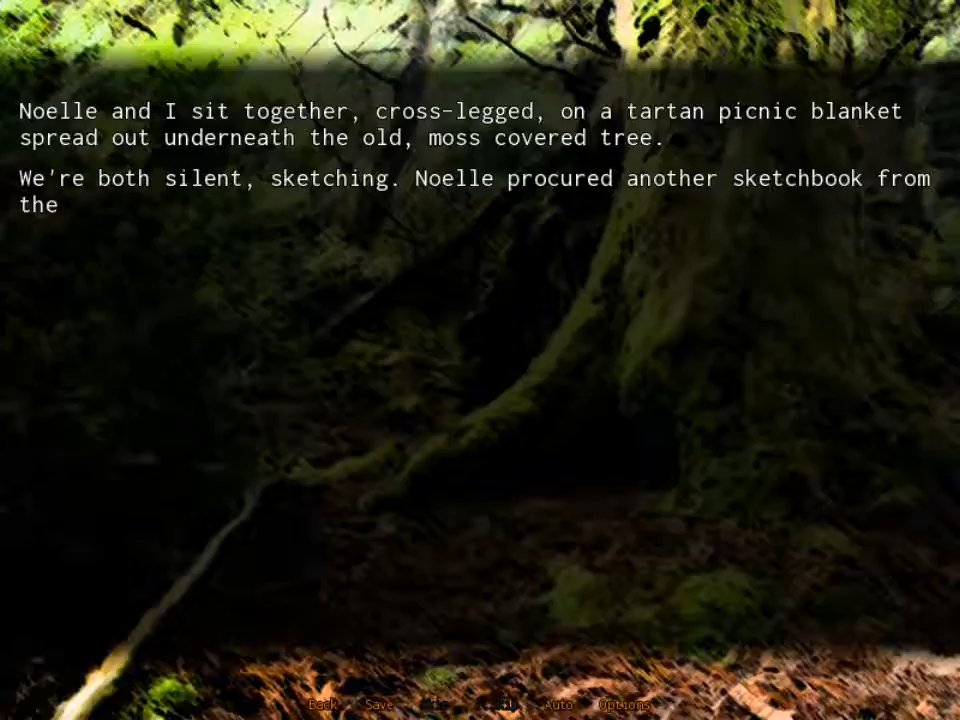 Noelle and I sit together, cross-legged, on a tartan picnic blanket
spread out underneath the old, moss covered tree.
We're both silent, sketching. Noelle procured another sketchbook from
the
Back Save Auto Options